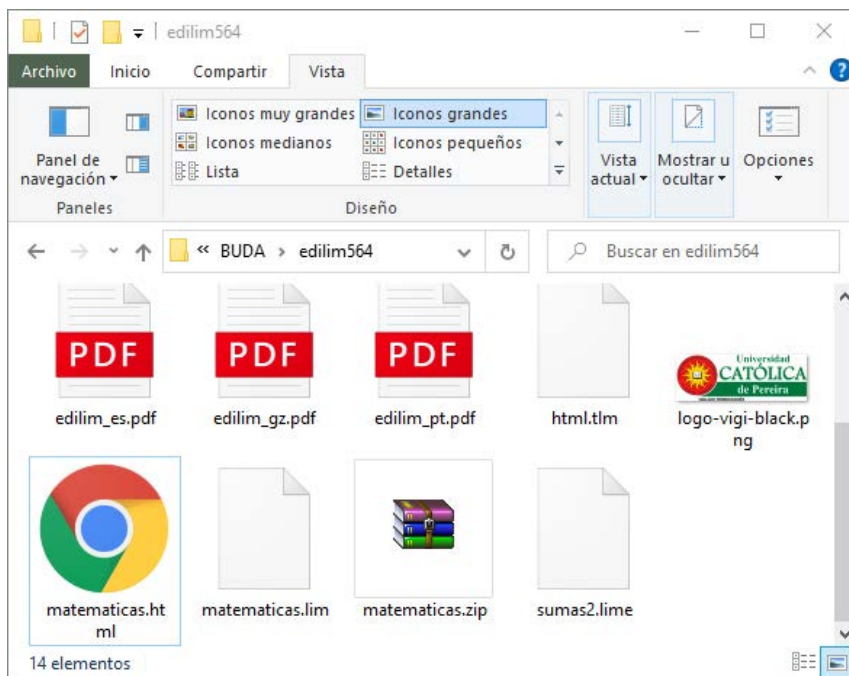 edilim564
Archivo Inicio Compartir Vista
Panel de navegación
Iconos muy grandes Iconos grandes
Iconos medianos Iconos pequeños
Lista Detalles
Vista actual
Mostrar u ocultar
Opciones
Paneles Diseño
« BUDA › edilim564
Buscar en edilim564
PDF PDF PDF
Universidad
CATÓLICA
de Pereira
edilim_es.pdf edilim_gz.pdf edilim_pt.pdf html.tlm logo-vigi-black.p
ng
matematicas.ht
ml
matematicas.lim matematicas.zip sumas2.lime
14 elementos